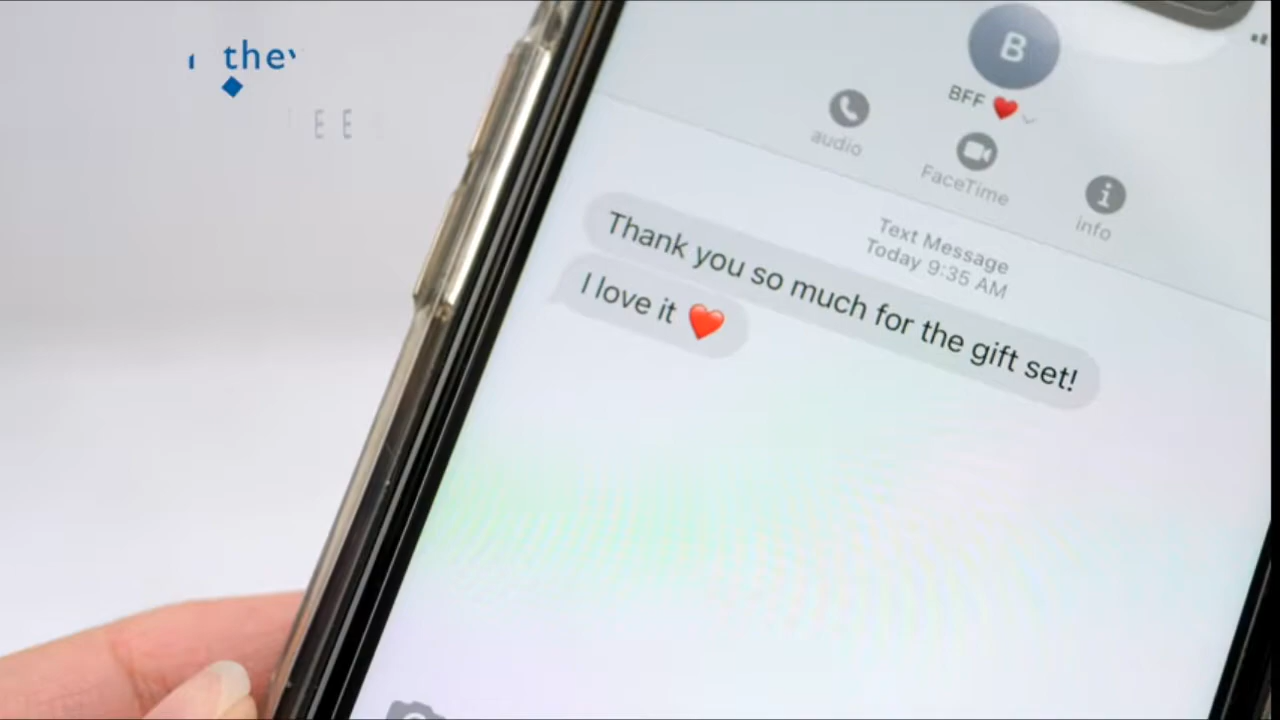 the
E E
B
BFF ❤️
audio
FaceTime
info
Text Message
Today 9:35 AM
Thank you so much for the gift set!
I love it ❤️